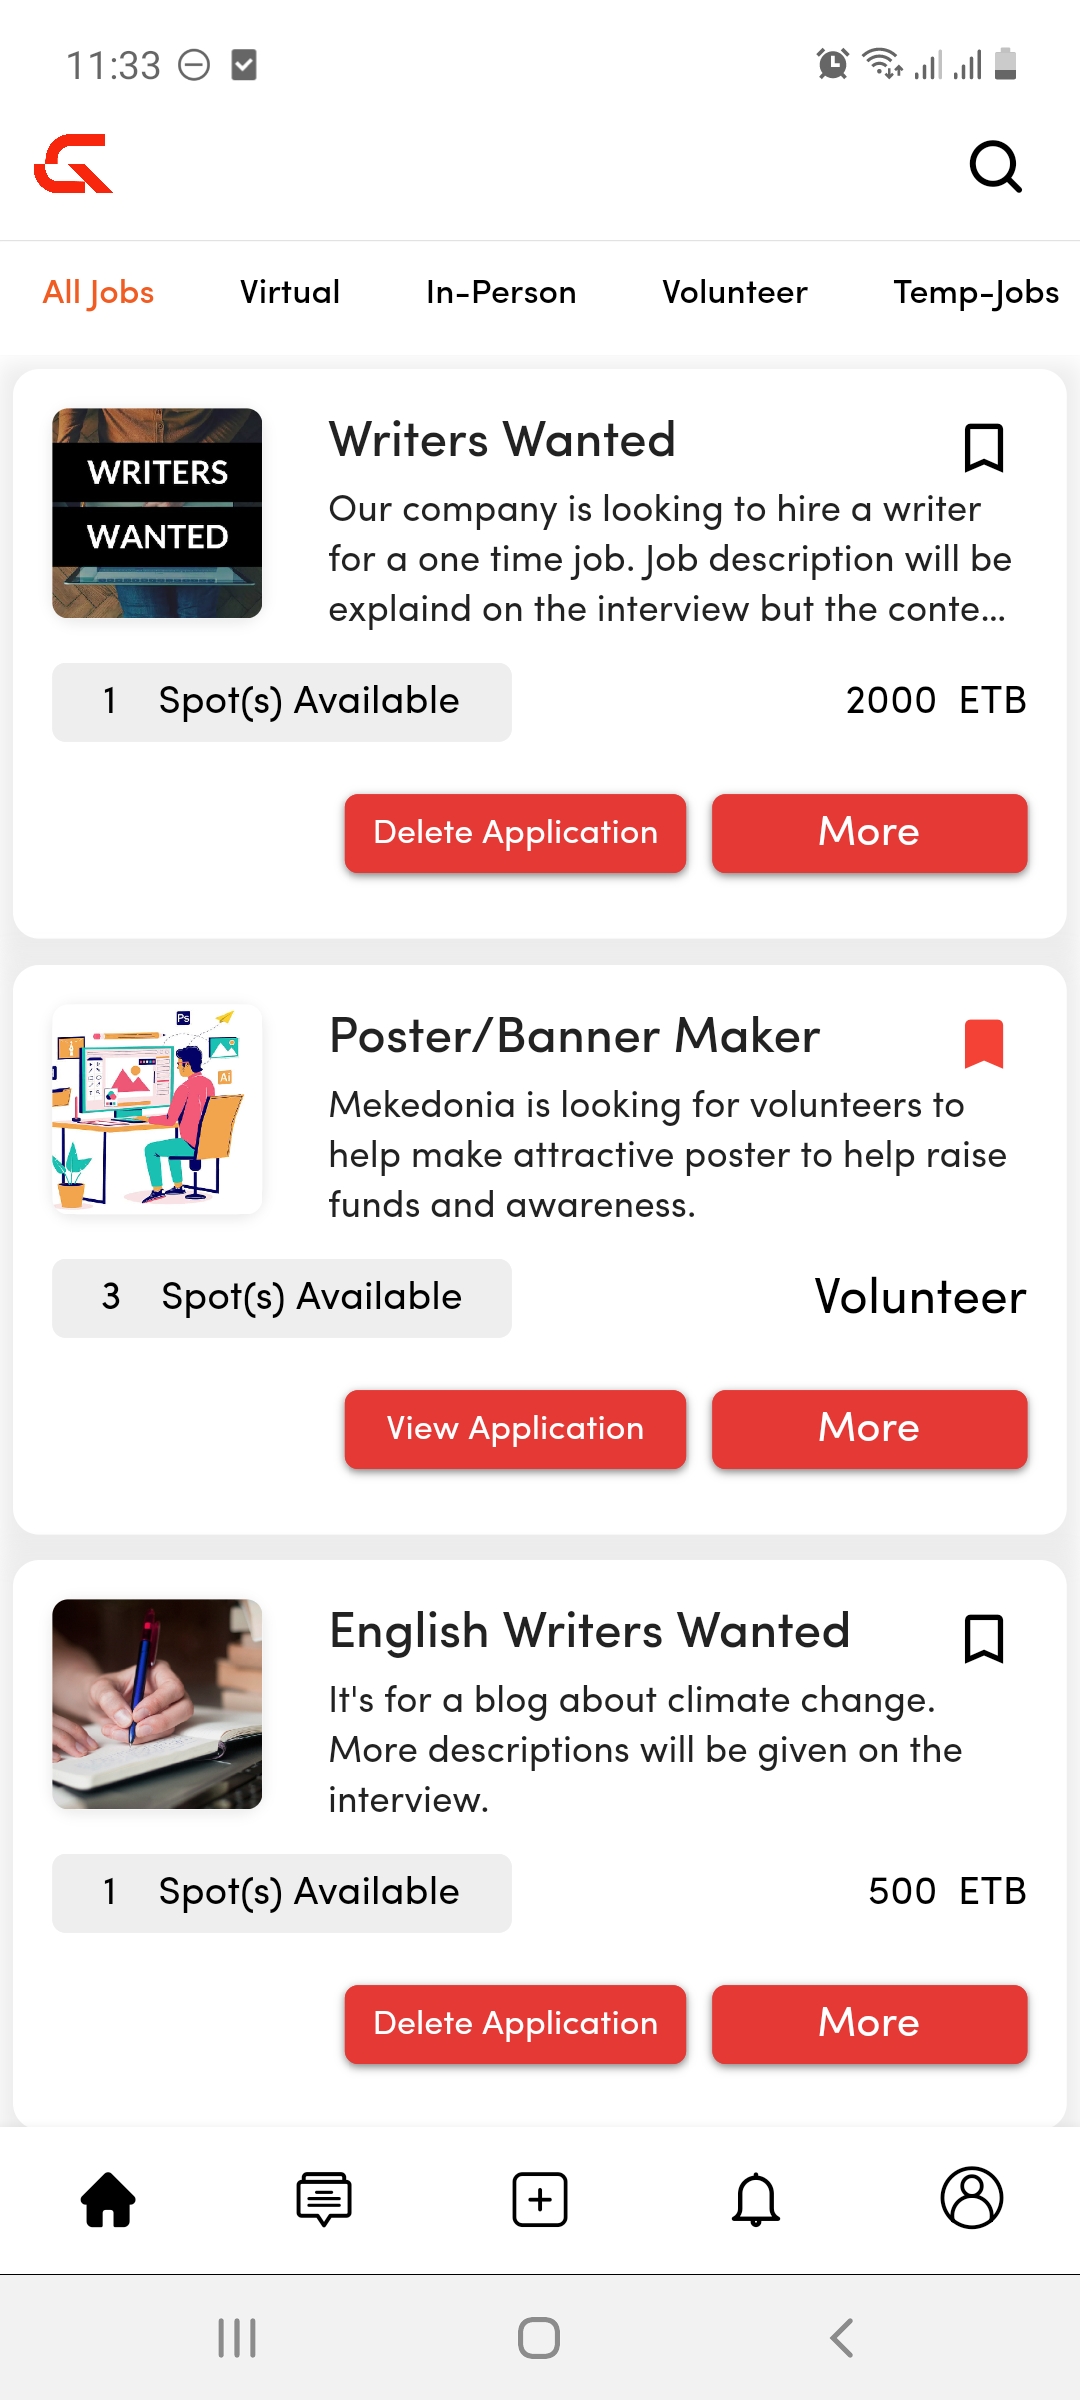 11:33
All Jobs Virtual In-Person Volunteer Temp-Jobs
WRITERS
WANTED
Writers Wanted
Our company is looking to hire a writer
for a one time job. Job description will be
explaind on the interview but the conte...
1 Spot(s) Available
2000 ETB
Delete Application
More
Ps
Ai
Poster/Banner Maker
Mekedonia is looking for volunteers to
help make attractive poster to help raise
funds and awareness.
3 Spot(s) Available
Volunteer
View Application
More
English Writers Wanted
It's for a blog about climate change.
More descriptions will be given on the
interview.
1 Spot(s) Available
500 ETB
Delete Application
More